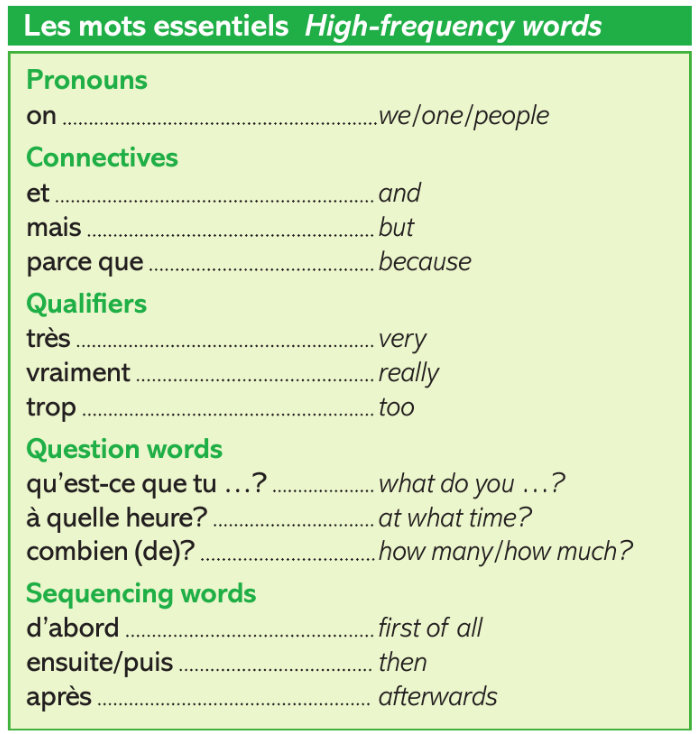 Les mots essentiels High-frequency words
Pronouns
on ............................................................ we/one/people
Connectives
et ............................................................. and
mais ....................................................... but
parce que ........................................... because
Qualifiers
très ......................................................... very
vraiment .............................................. really
trop ........................................................ too
Question words
qu'est-ce que tu …? .................... what do you …?
à quelle heure? ............................... at what time?
combien (de)? .................................. how many/how much?
Sequencing words
d'abord ................................................ first of all
ensuite/puis ..................................... then
après .................................................... afterwards